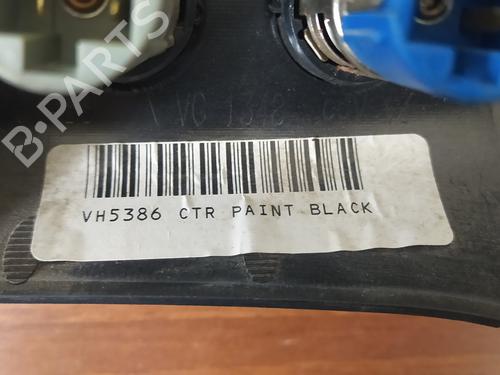 B-PARTS
VH5386 CTR PAINT BLACK